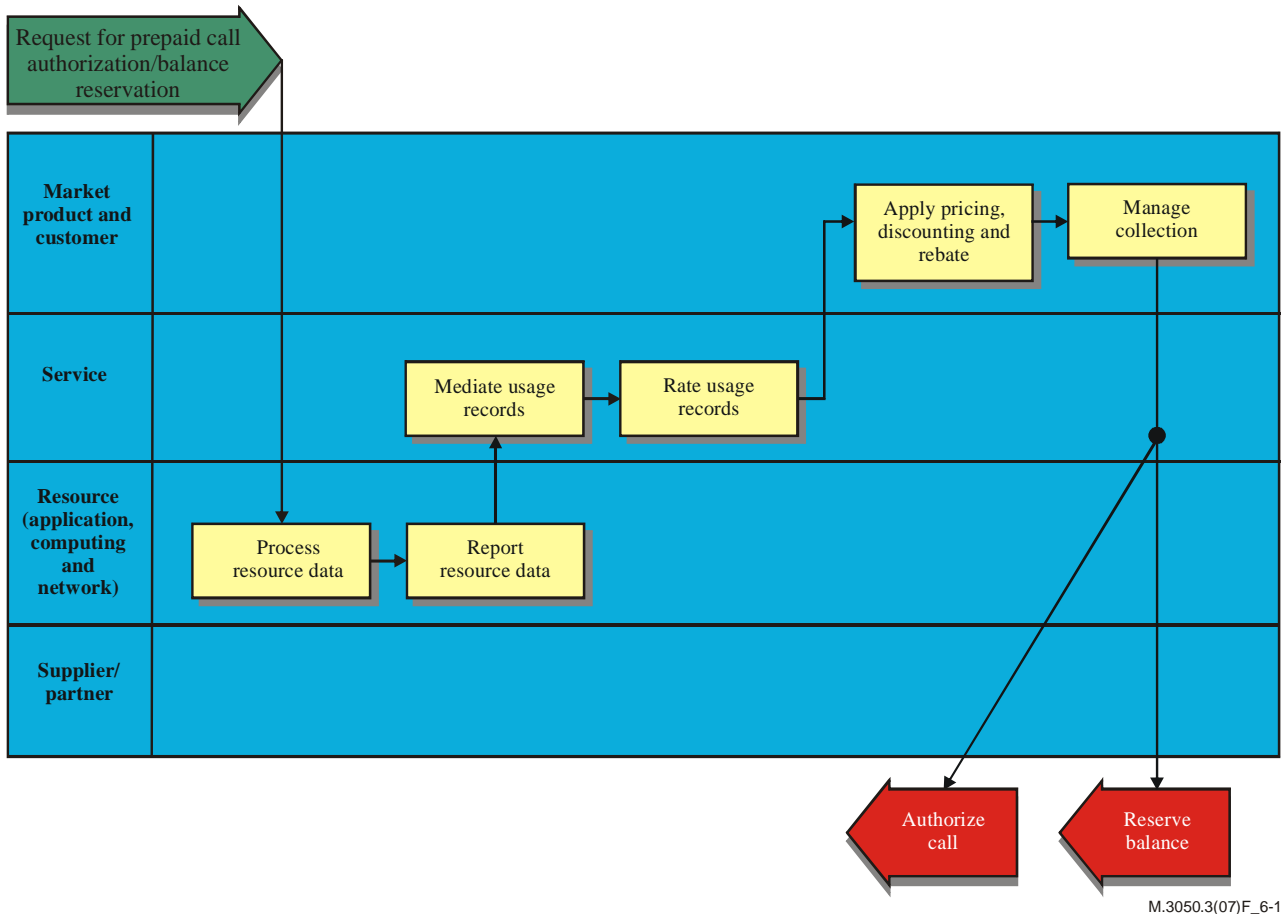 Request for prepaid call
authorization/balance
reservation
Market
product and
customer
Apply pricing,
discounting and
rebate
Manage
collection
Service
Mediate usage
records
Rate usage
records
Resource
(application,
computing
and
network)
Process
resource data
Report
resource data
Supplier/
partner
Authorize
call
Reserve
balance
M.3050.3(07)F_6-1